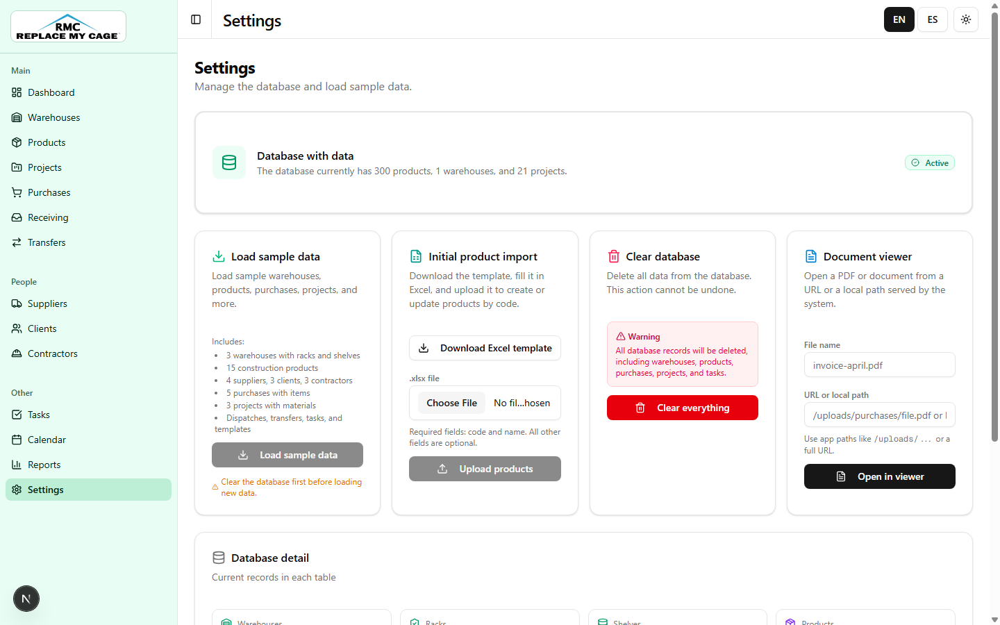 RMC
REPLACE MY CAGE
Main
Dashboard
Warehouses
Products
Projects
Purchases
Receiving
Transfers
People
Suppliers
Clients
Contractors
Other
Tasks
Calendar
Reports
Settings
N
Settings
EN
ES
Settings
Manage the database and load sample data.
Database with data
The database currently has 300 products, 1 warehouses, and 21 projects.
Active
Load sample data
Load sample warehouses,
products, purchases, projects, and
more.
Includes:
• 3 warehouses with racks and shelves
• 15 construction products
• 4 suppliers, 3 clients, 3 contractors
• 5 purchases with items
• 3 projects with materials
• Dispatches, transfers, tasks, and
templates
Load sample data
Clear the database first before loading
new data.
Initial product import
Download the template, fill it in
Excel, and upload it to create or
update products by code.
Download Excel template
.xlsx file
Choose File No fil...hosen
Required fields: code and name. All other
fields are optional.
Upload products
Clear database
Delete all data from the database.
This action cannot be undone.
Warning
All database records will be deleted,
including warehouses, products,
purchases, projects, and tasks.
Clear everything
Document viewer
Open a PDF or document from a
URL or a local path served by the
system.
File name
invoice-april.pdf
URL or local path
/uploads/purchases/file.pdf or
Use app paths like /uploads/... or a
full URL.
Open in viewer
Database detail
Current records in each table
Warehouses
Racks
Shelves
Products